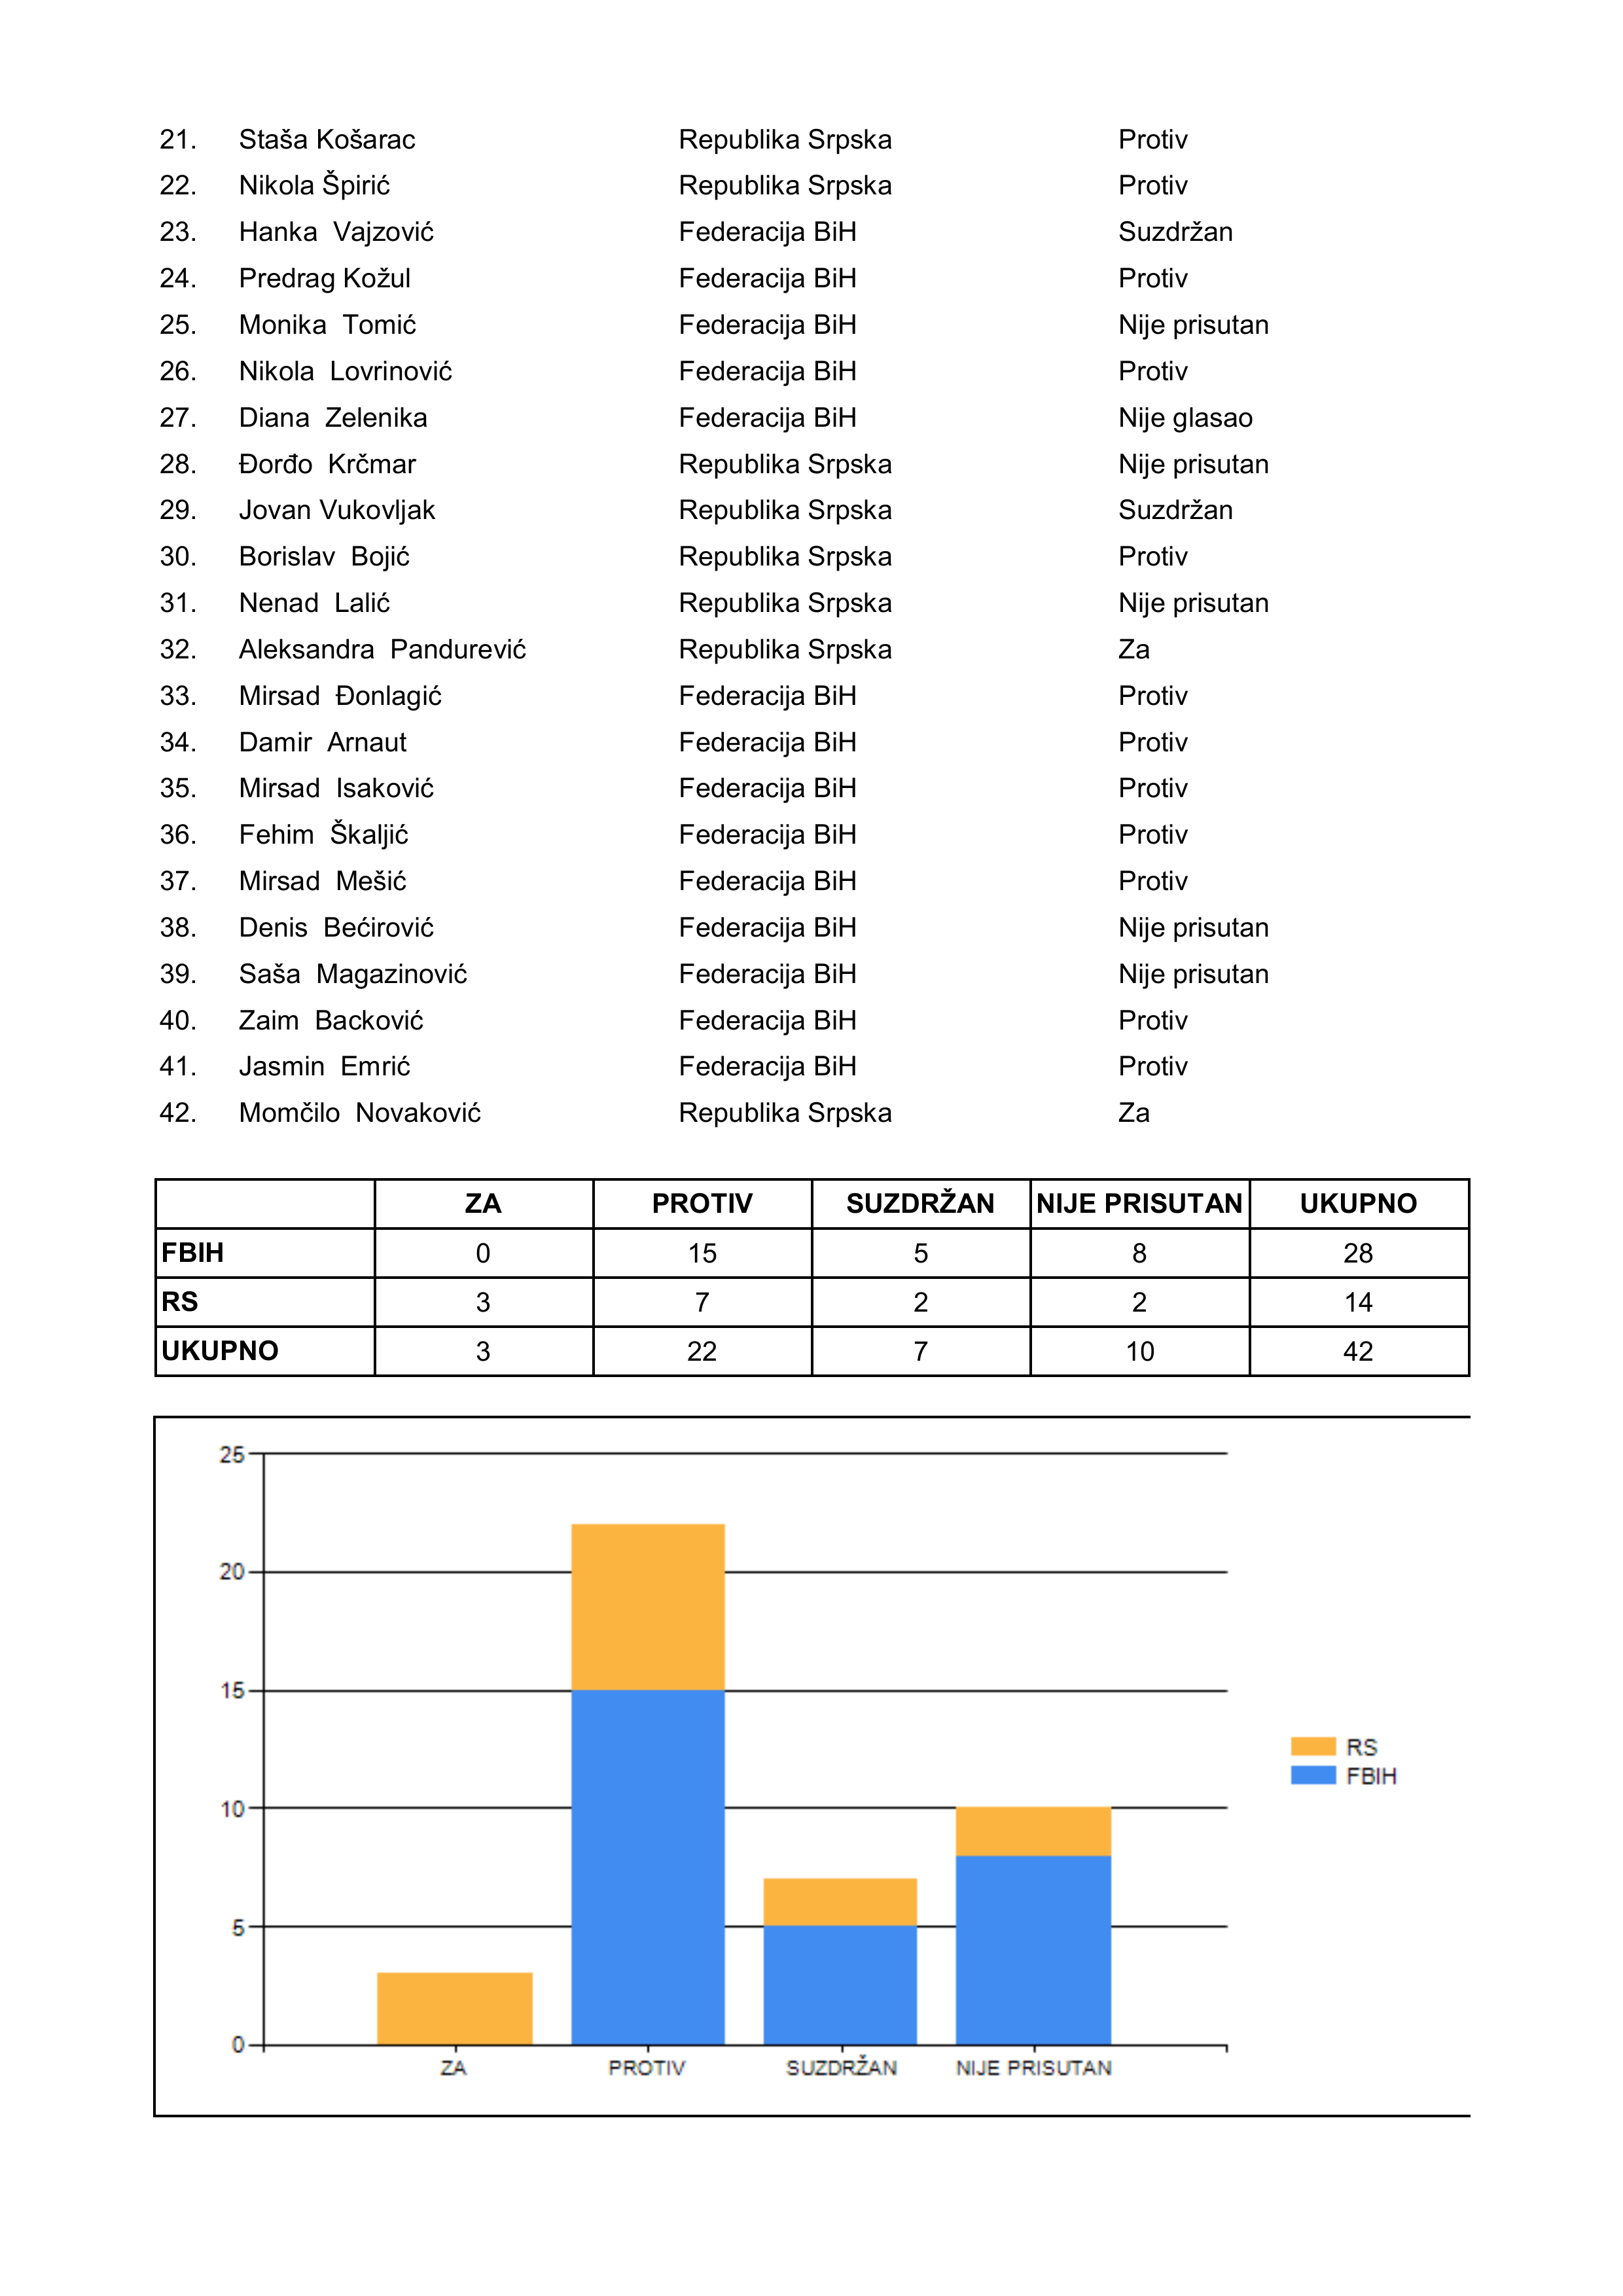 21. Staša Košarac Republika Srpska Protiv
22. Nikola Špirić Republika Srpska Protiv
23. Hanka Vajzović Federacija BiH Suzdržan
24. Predrag Kožul Federacija BiH Protiv
25. Monika Tomić Federacija BiH Nije prisutan
26. Nikola Lovrinović Federacija BiH Protiv
27. Diana Zelenika Federacija BiH Nije glasao
28. Đorđo Krčmar Republika Srpska Nije prisutan
29. Jovan Vukovljak Republika Srpska Suzdržan
30. Borislav Bojić Republika Srpska Protiv
31. Nenad Lalić Republika Srpska Nije prisutan
32. Aleksandra Pandurević Republika Srpska Za
33. Mirsad Đonlagić Federacija BiH Protiv
34. Damir Arnaut Federacija BiH Protiv
35. Mirsad Isaković Federacija BiH Protiv
36. Fehim Škaljić Federacija BiH Protiv
37. Mirsad Mešić Federacija BiH Protiv
38. Denis Bećirović Federacija BiH Nije prisutan
39. Saša Magazinović Federacija BiH Nije prisutan
40. Zaim Backović Federacija BiH Protiv
41. Jasmin Emrić Federacija BiH Protiv
42. Momčilo Novaković Republika Srpska Za
ZA PROTIV SUZDRŽAN NIJE PRISUTAN UKUPNO
FBIH 0 15 5 8 28
RS 3 7 2 2 14
UKUPNO 3 22 7 10 42
25
20
15
10
5
0
ZA PROTIV SUZDRŽAN NIJE PRISUTAN
RS
FBIH